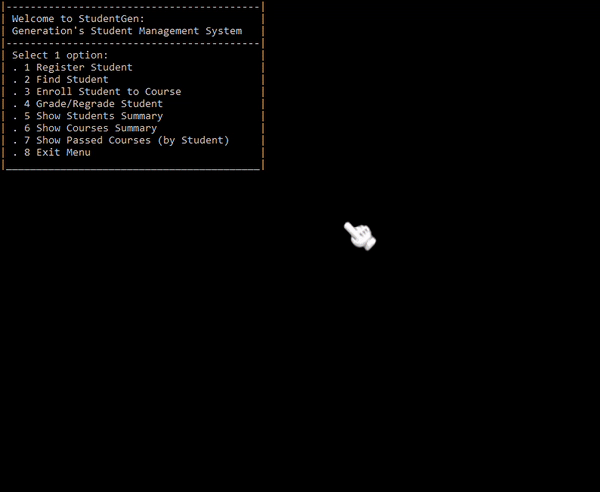 |------------------------------------------|
| Welcome to StudentGen:                   |
| Generation's Student Management System   |
|------------------------------------------|
| Select 1 option:                         |
| . 1 Register Student                     |
| . 2 Find Student                         |
| . 3 Enroll Student to Course             |
| . 4 Grade/Regrade Student                |
| . 5 Show Students Summary                |
| . 6 Show Courses Summary                 |
| . 7 Show Passed Courses (by Student)     |
| . 8 Exit Menu                            |
|__________________________________________|